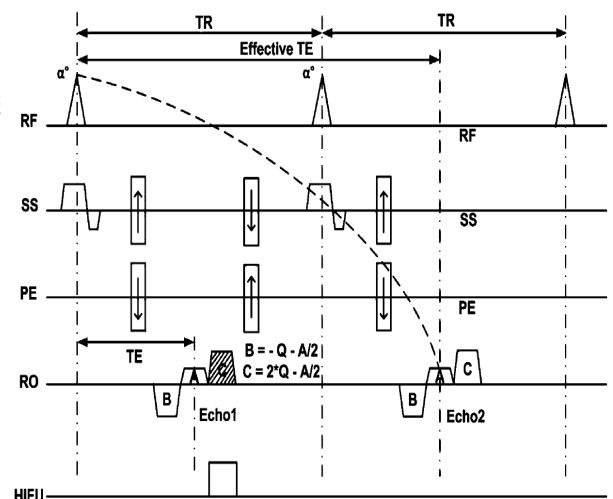 TR TR
Effective TE
α° α°
RF RF
SS SS
PE PE
TE B = - Q - A/2
C = 2*Q - A/2
RO B A C B A C
Echo1 Echo2
HIFU